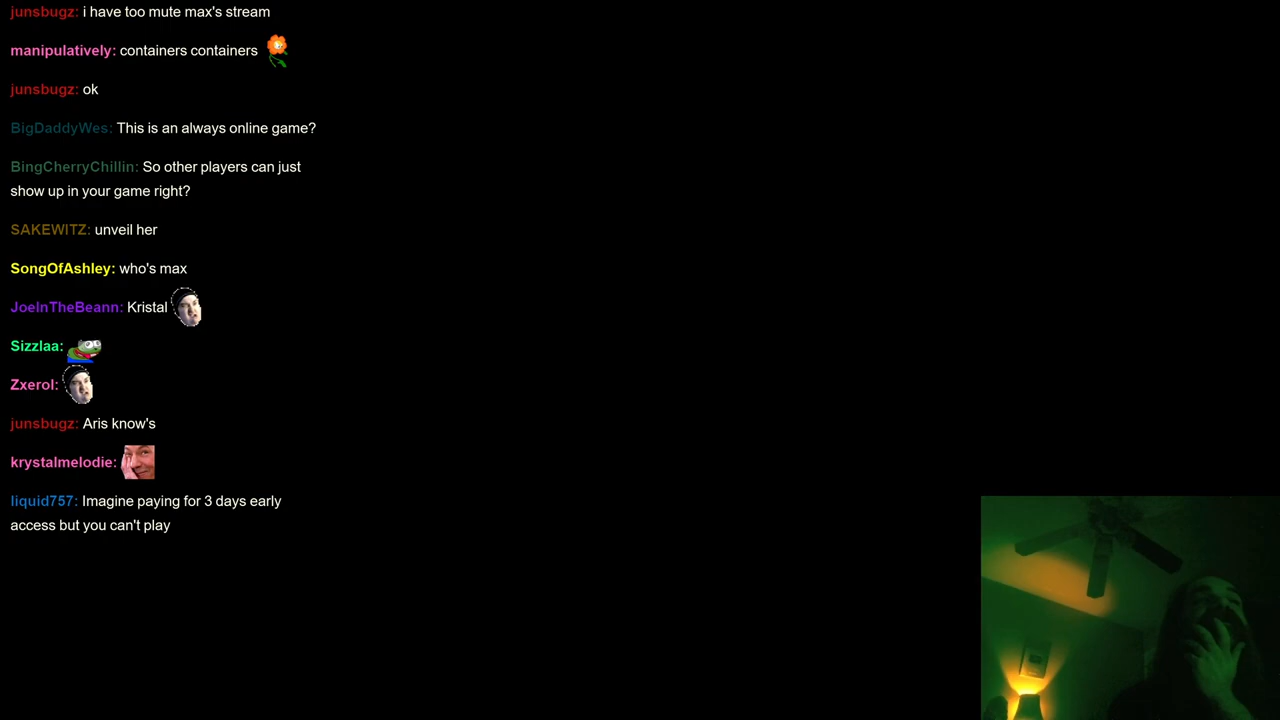 junsbugz: i have too mute max's stream
manipulatively: containers containers
junsbugz: ok
BigDaddyWes: This is an always online game?
BingCherryChillin: So other players can just
show up in your game right?
SAKEWITZ: unveil her
SongOfAshley: who's max
JoeInTheBeann: Kristal
Sizzlaa:
Zxerol:
junsbugz: Aris know's
krystalmelodie:
liquid757: Imagine paying for 3 days early
access but you can't play